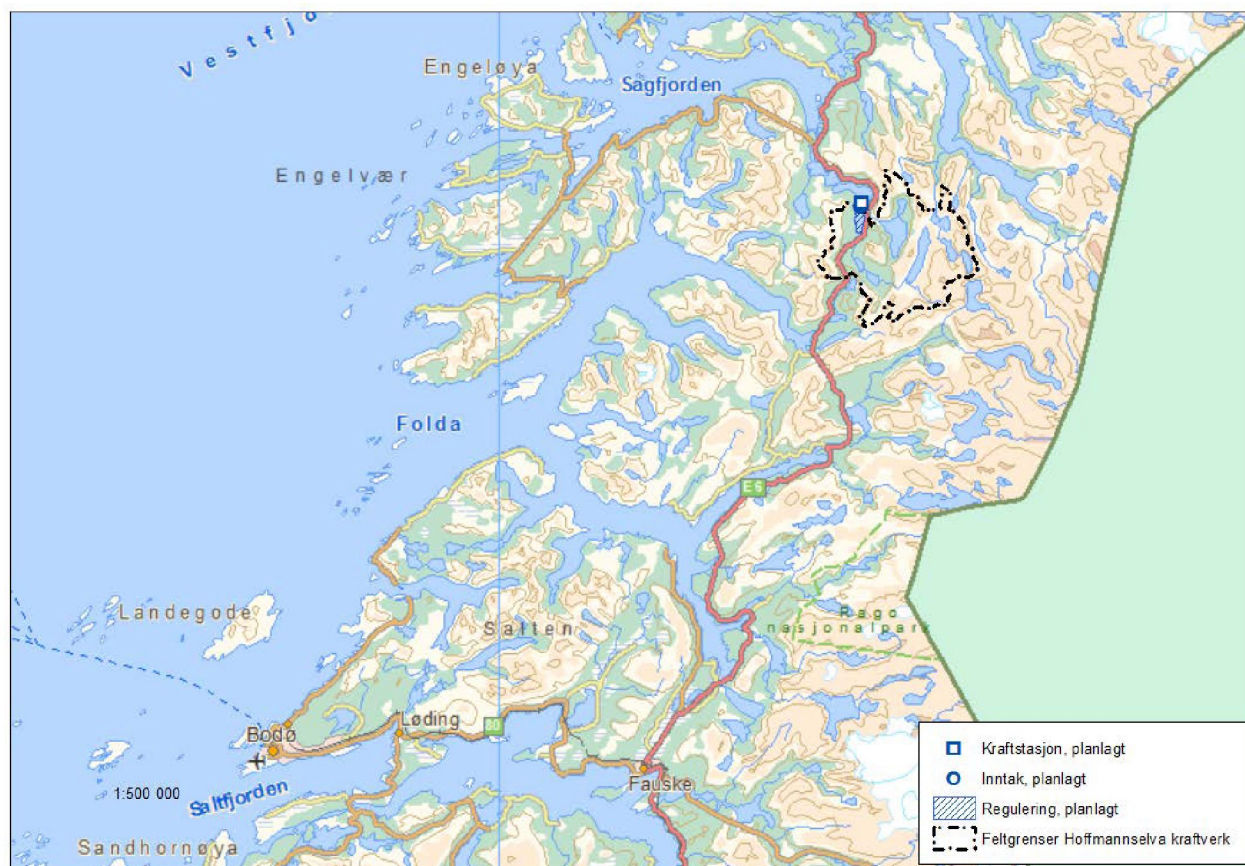 Vestfj
Engeløya
Sagfjorden
Engelvær
Folda
E6
Landegode
Salten
Rago
nasjonalpark
Bodø
Løding
80
1:500 000
Saltfjorden
Fauske
Sandhornøya
Kraftstasjon, planlagt
Inntak, planlagt
Regulering, planlagt
Feltgrenser Hoffmannselva kraftverk